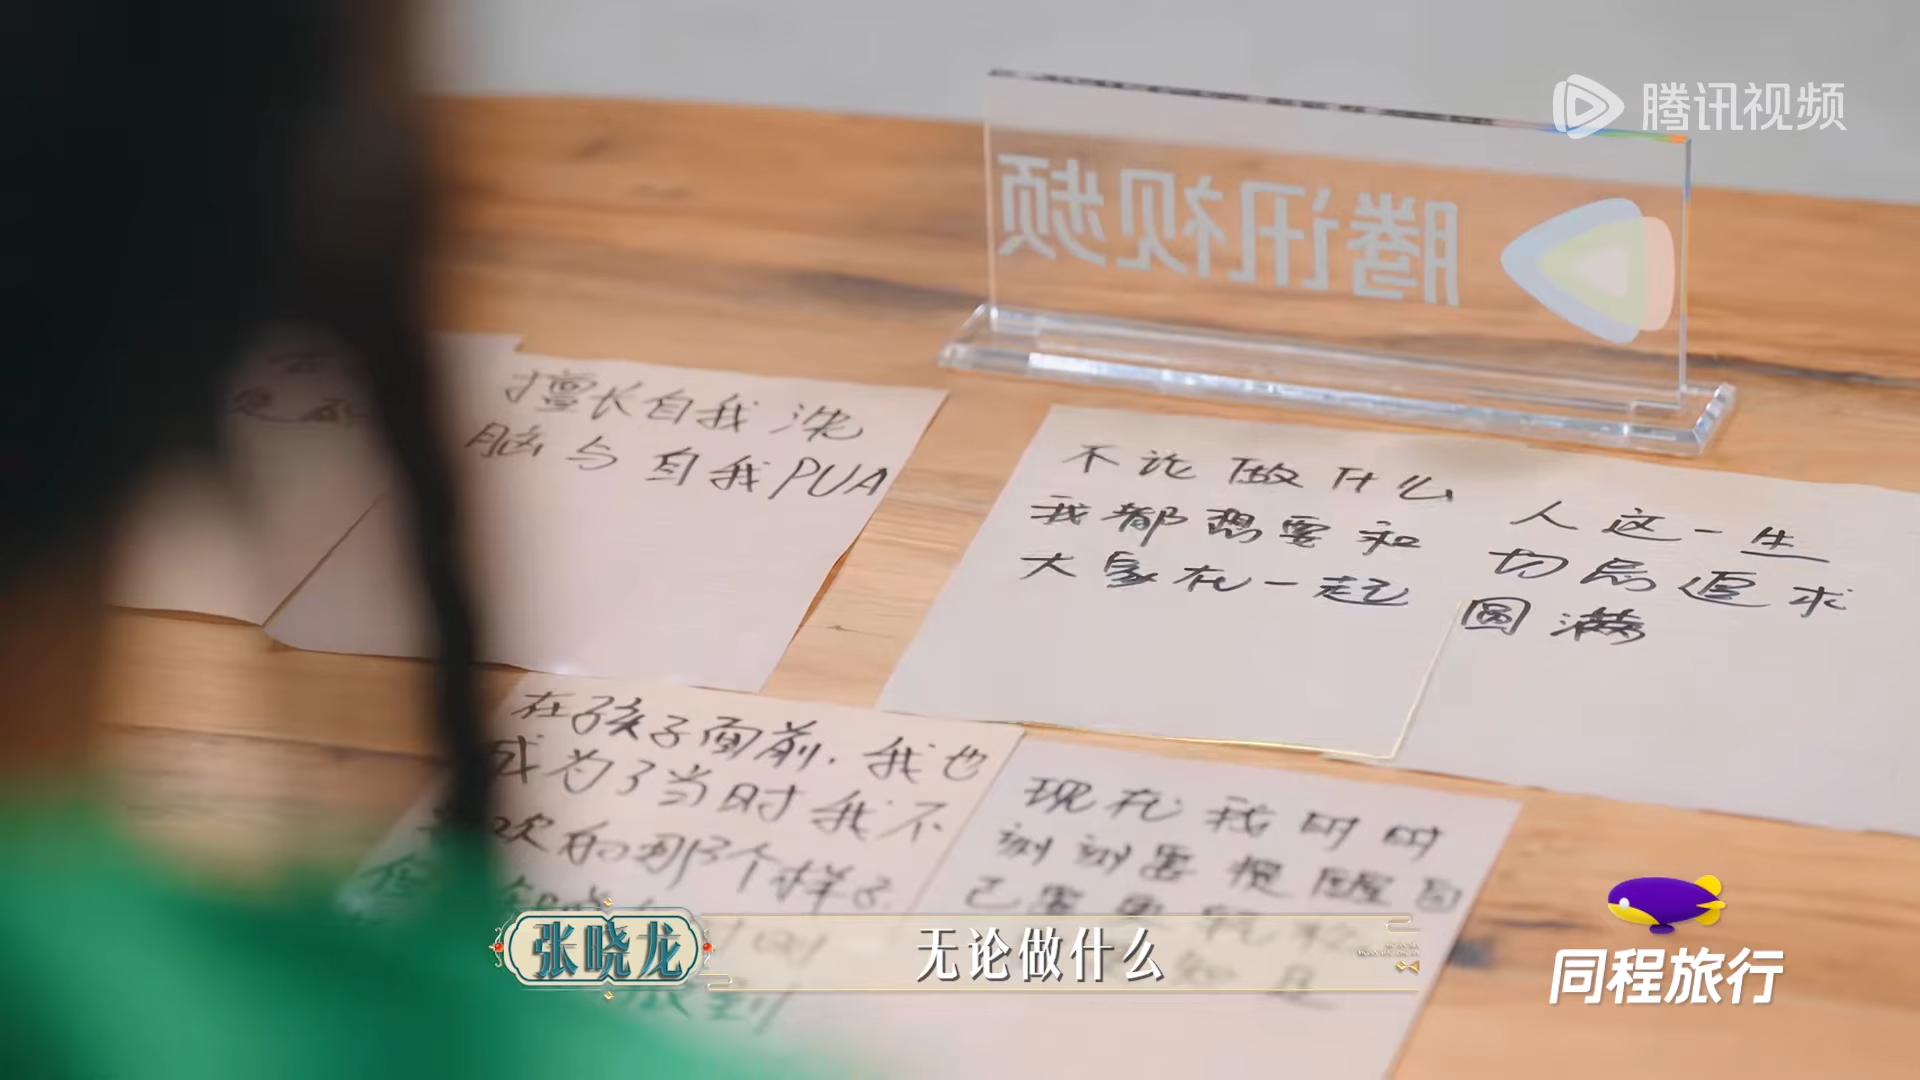 腾讯视频
腾讯视频
擅长自我洗
脑与自我PUA
不论做什么
我都想要和
大家在一起
人这一生
切忌追求
圆满
在孩子面前,我也
成为了当时我不
欢的那个样子
现在我时时
刻刻要提醒自
己要
张晓龙
无论做什么
同程旅行